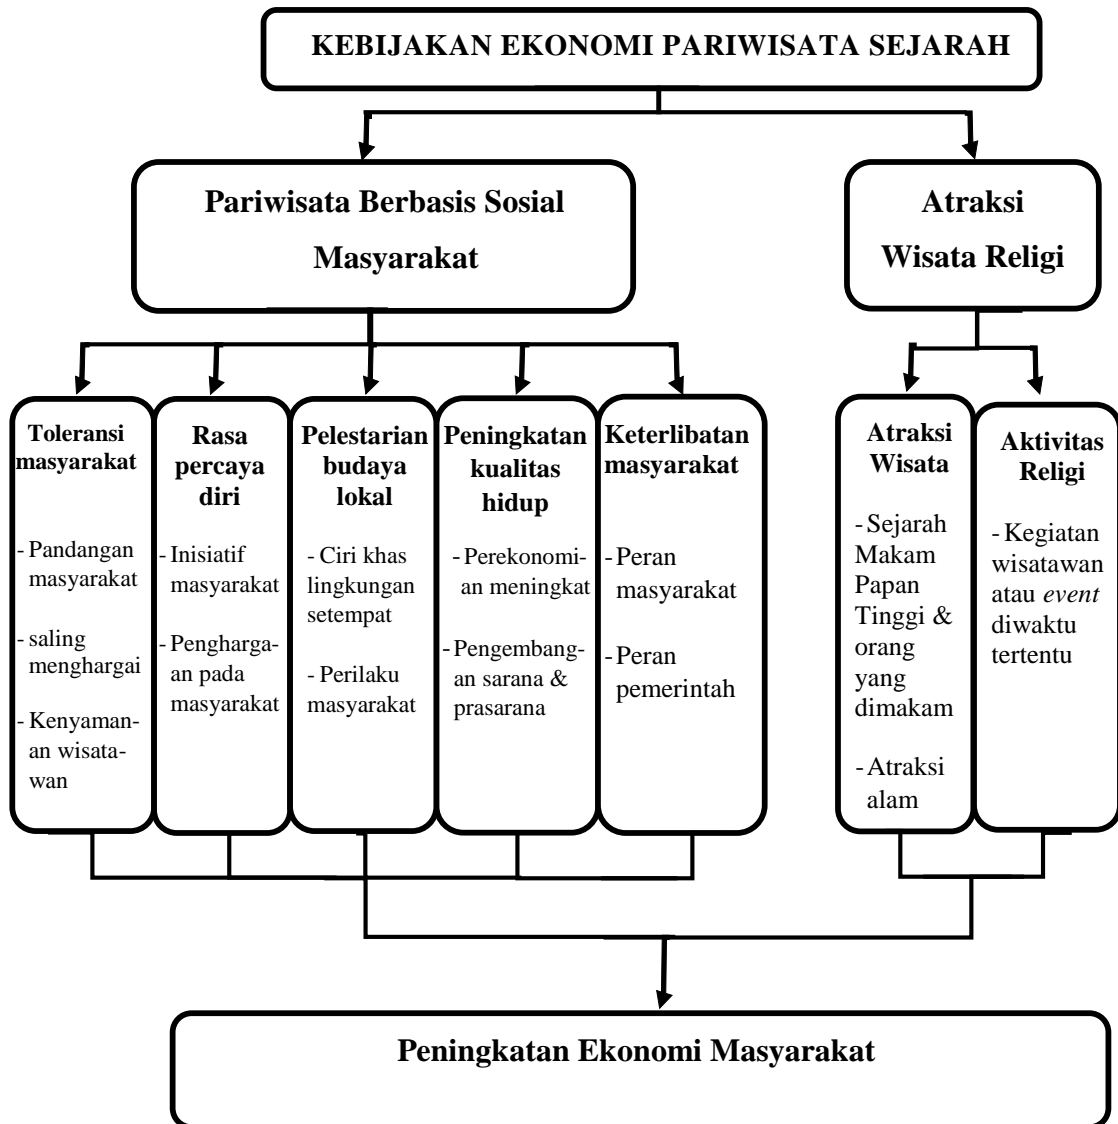 KEBIJAKAN EKONOMI PARIWISATA SEJARAH
Pariwisata Berbasis Sosial
Masyarakat
Atraksi
Wisata Religi
Toleransi
masyarakat
- Pandangan
masyarakat
- saling
menghargai
- Kenyaman-
an wisata-
wan
Rasa
percaya
diri
- Inisiatif
masyarakat
- Pengharga-
an pada
masyarakat
Pelestarian
budaya
lokal
- Ciri khas
lingkungan
setempat
- Perilaku
masyarakat
Peningkatan
kualitas
hidup
- Perekonomi-
an meningkat
- Pengembang-
an sarana &
prasarana
Keterlibatan
masyarakat
- Peran
masyarakat
- Peran
pemerintah
Atraksi
Wisata
- Sejarah
Makam
Papan
Tinggi &
orang
yang
dimakam
- Atraksi
alam
Aktivitas
Religi
- Kegiatan
wisatawan
atau event
diwaktu
tertentu
Peningkatan Ekonomi Masyarakat